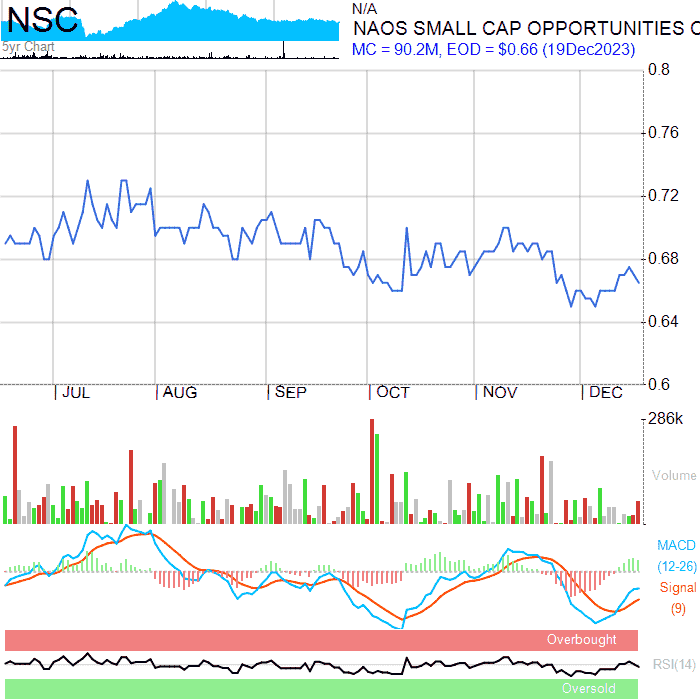 NSC
5yr Chart
N/A
NAOS SMALL CAP OPPORTUNITIES
MC = 90.2M, EOD = $0.66 (19Dec2023)
0.8
0.76
0.72
0.68
0.64
0.6
JUL AUG SEP OCT NOV DEC
286k
Volume
MACD
(12-26)
Signal
(9)
Overbought
RSI(14)
Oversold